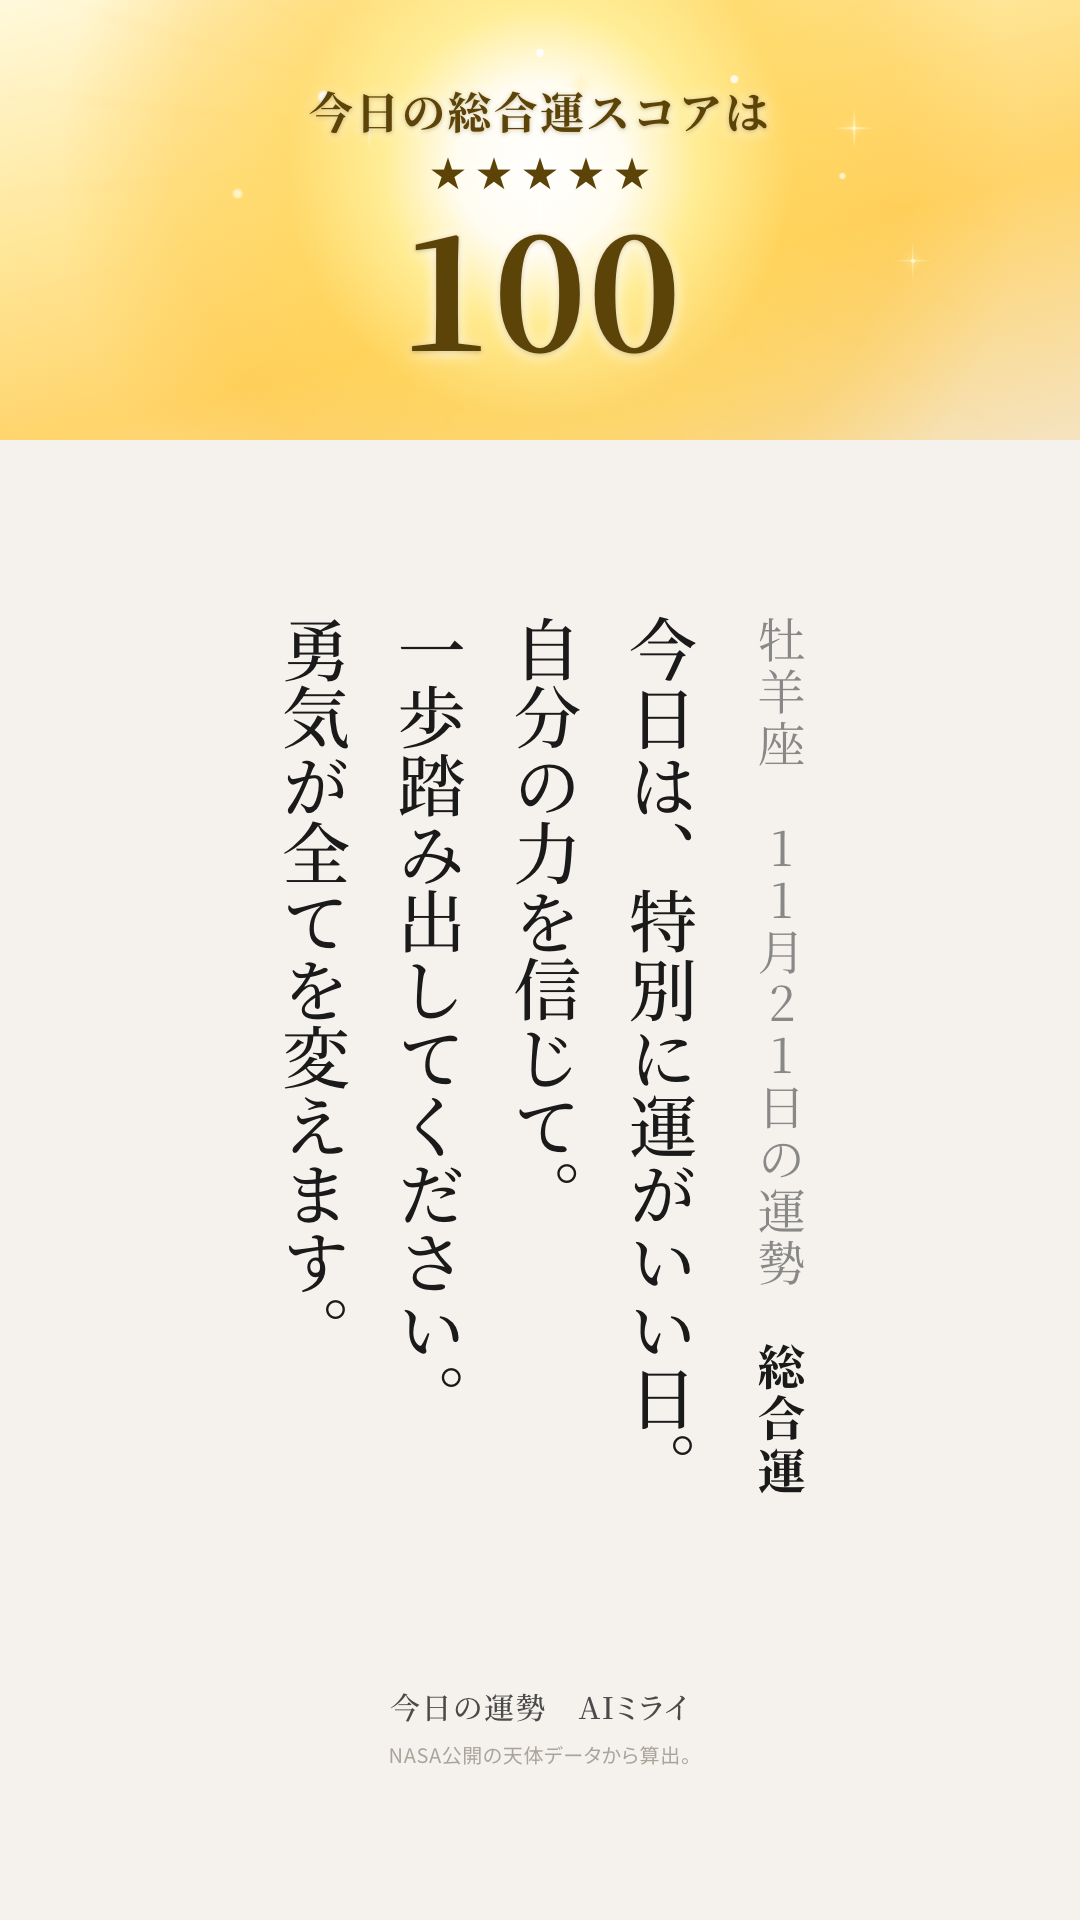 今日の総合運スコアは
★★★★★
100
牡羊座　11月21日の運勢　総合運
今日は、特別に運がいい日。
自分の力を信じて。
一歩踏み出してください。
勇気が全てを変えます。
今日の運勢　AIミライ
NASA公開の天体データから算出。